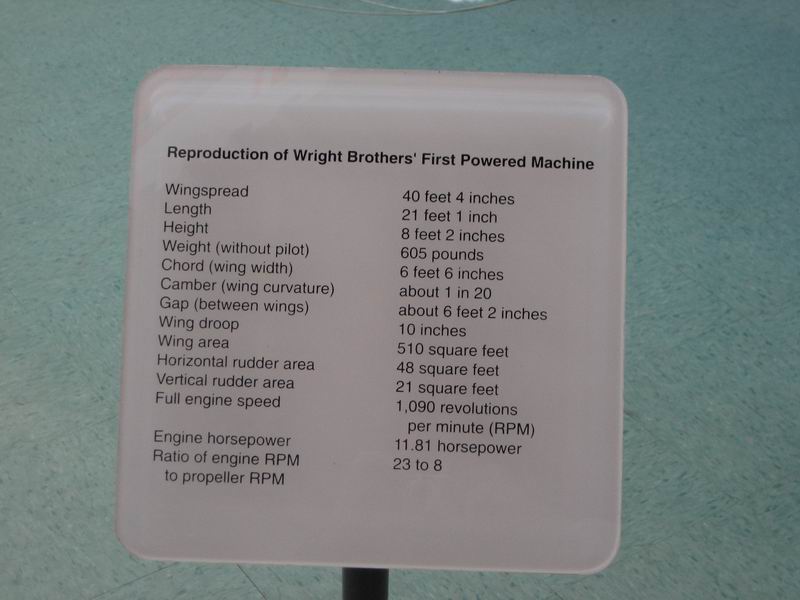 Reproduction of Wright Brothers' First Powered Machine
Wingspread 40 feet 4 inches
Length 21 feet 1 inch
Height 8 feet 2 inches
Weight (without pilot) 605 pounds
Chord (wing width) 6 feet 6 inches
Camber (wing curvature) about 1 in 20
Gap (between wings) about 6 feet 2 inches
Wing droop 10 inches
Wing area 510 square feet
Horizontal rudder area 48 square feet
Vertical rudder area 21 square feet
Full engine speed 1,090 revolutions
per minute (RPM)
Engine horsepower 11.81 horsepower
Ratio of engine RPM 23 to 8
to propeller RPM